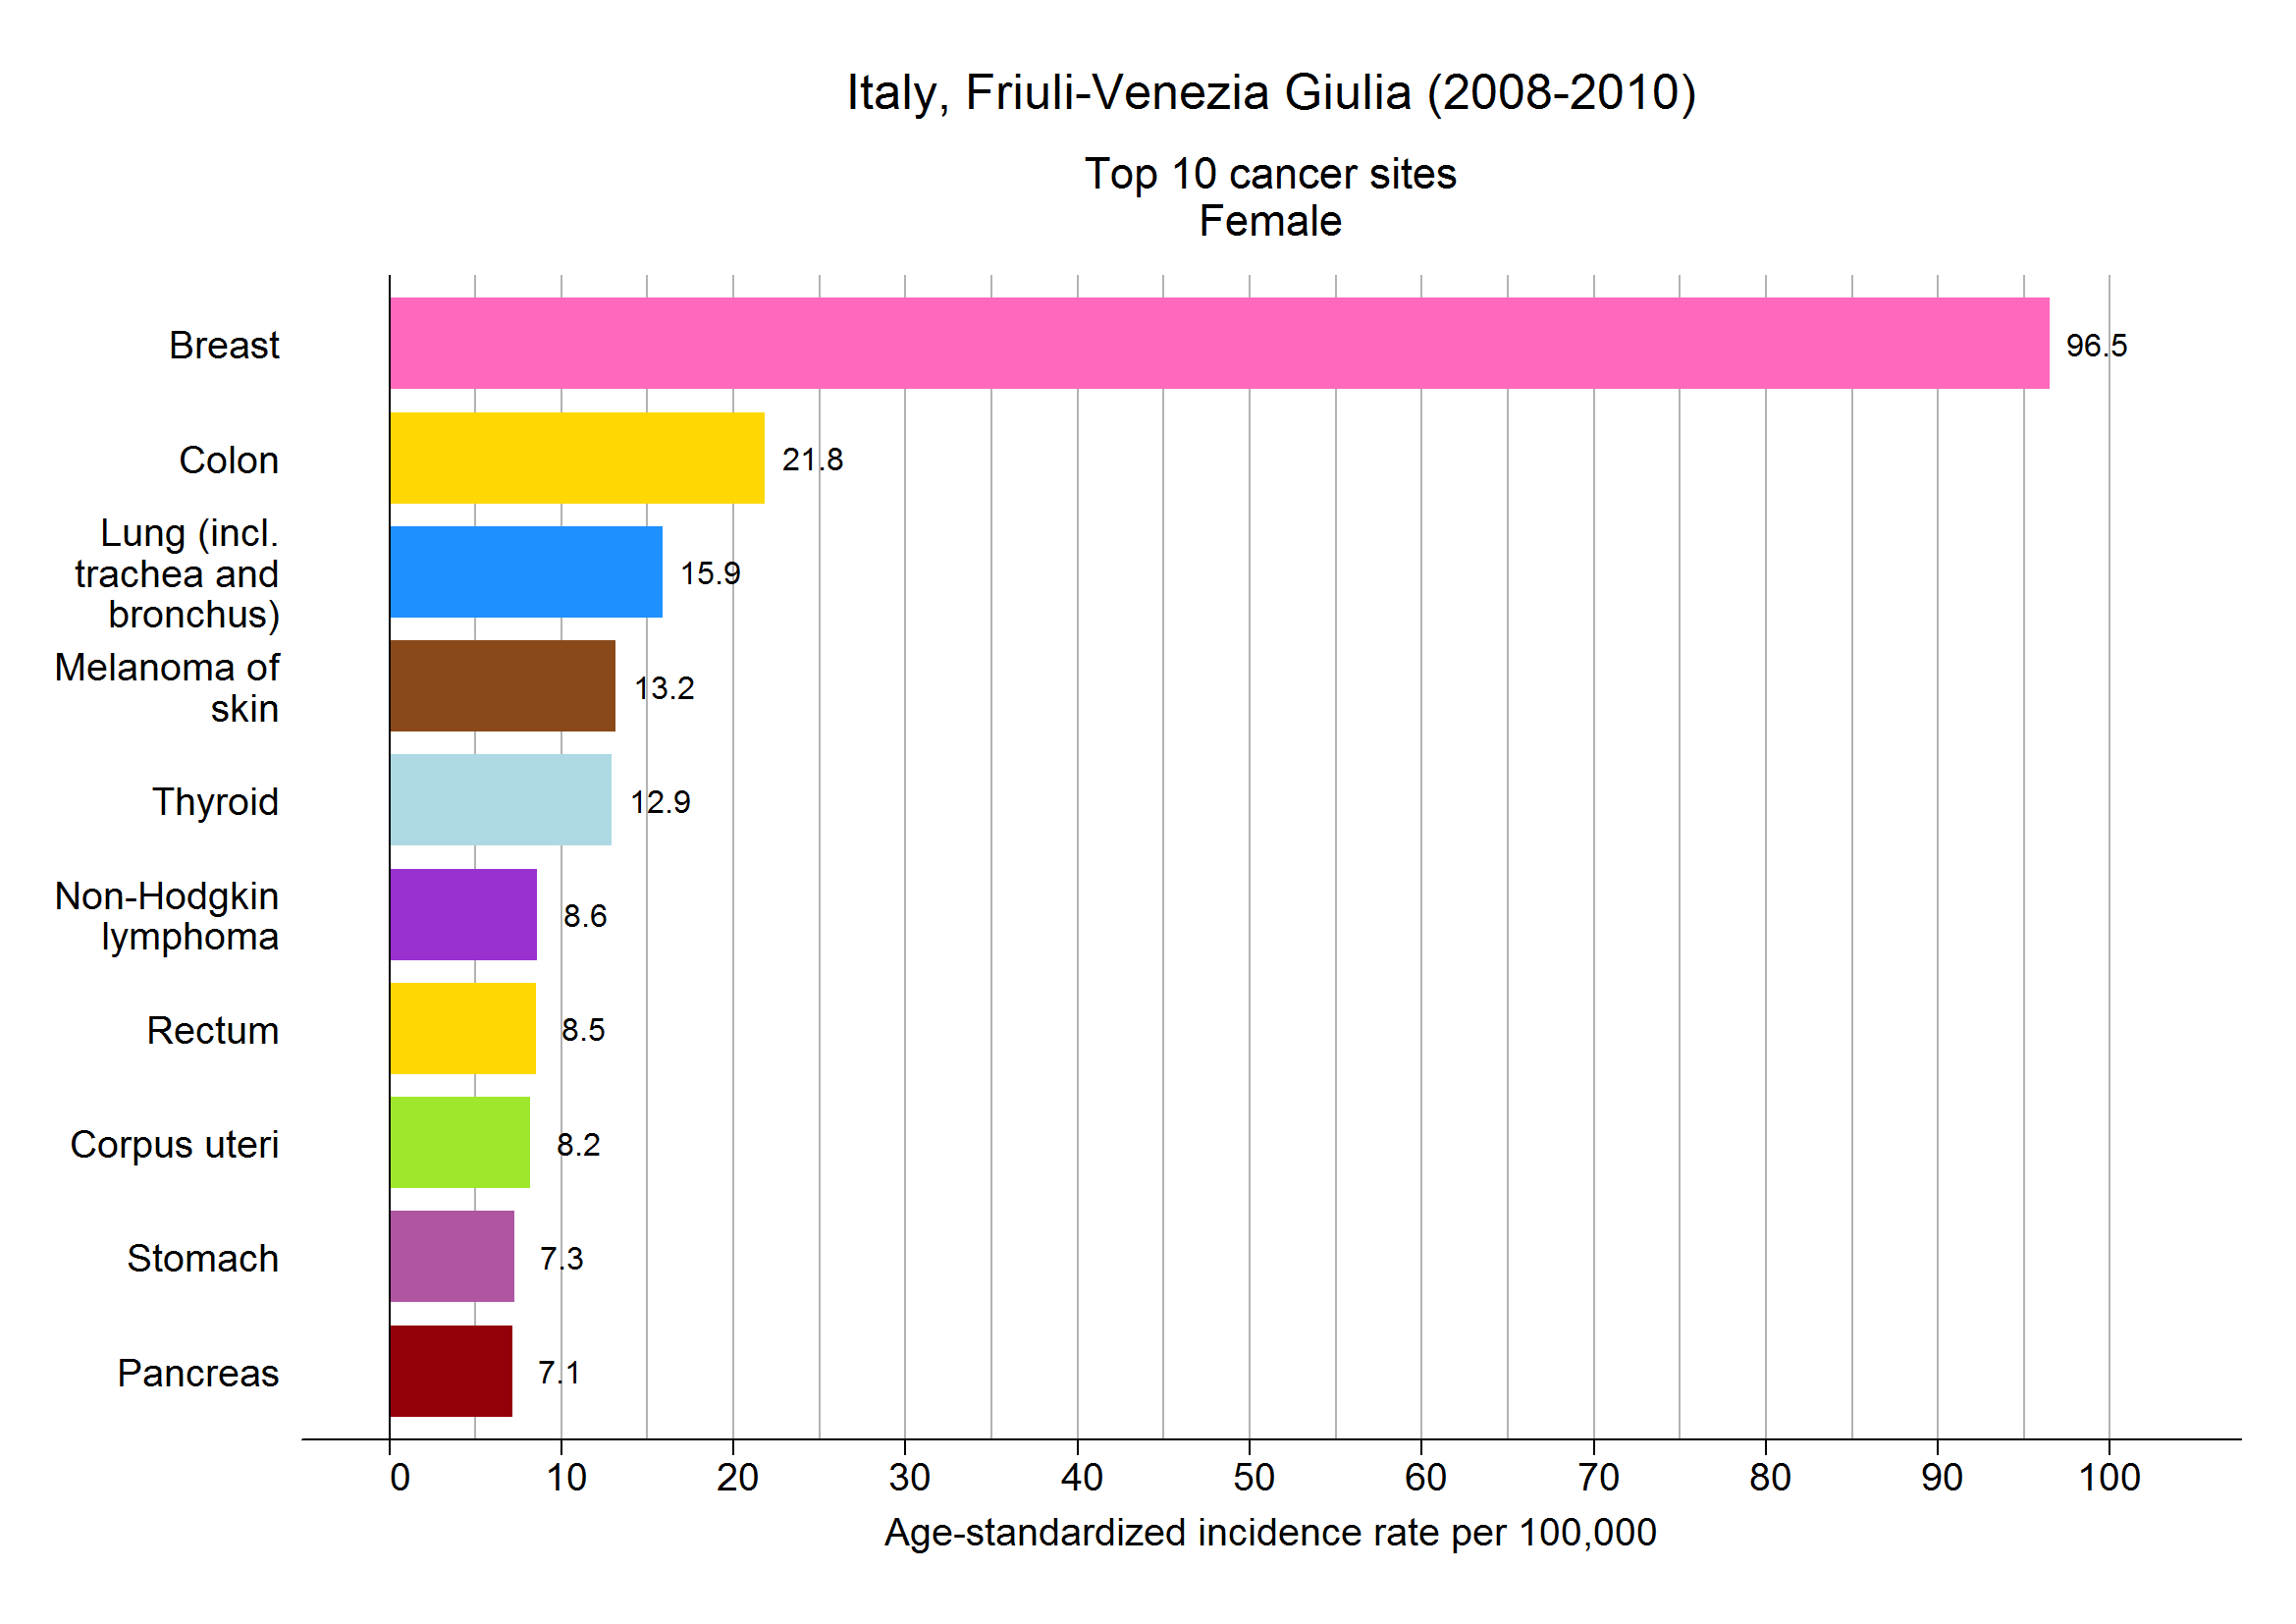 Italy, Friuli-Venezia Giulia (2008-2010)
Top 10 cancer sites
Female
Breast
96.5
Colon
21.8
Lung (incl.
trachea and
bronchus)
15.9
Melanoma of
skin
13.2
Thyroid
12.9
Non-Hodgkin
lymphoma
8.6
Rectum
8.5
Corpus uteri
8.2
Stomach
7.3
Pancreas
7.1
0 10 20 30 40 50 60 70 80 90 100
Age-standardized incidence rate per 100,000